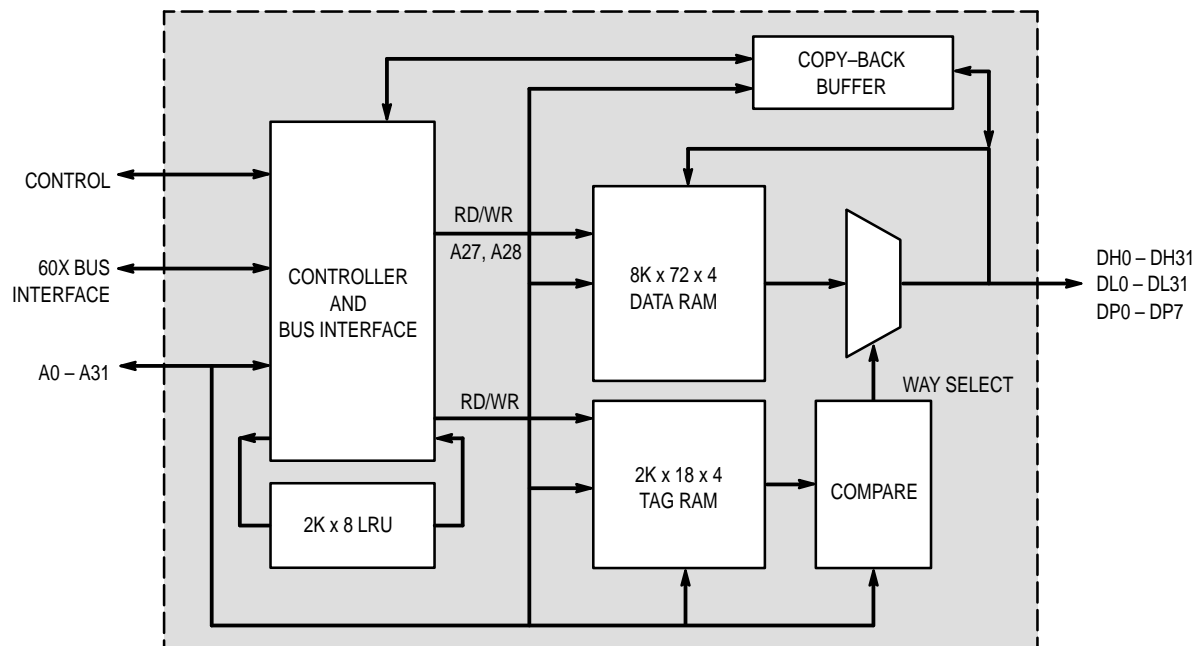 COPY–BACK
BUFFER
CONTROL
60X BUS
INTERFACE
A0 – A31
CONTROLLER
AND
BUS INTERFACE
2K x 8 LRU
RD/WR
A27, A28
8K x 72 x 4
DATA RAM
RD/WR
2K x 18 x 4
TAG RAM
WAY SELECT
COMPARE
DH0 – DH31
DL0 – DL31
DP0 – DP7